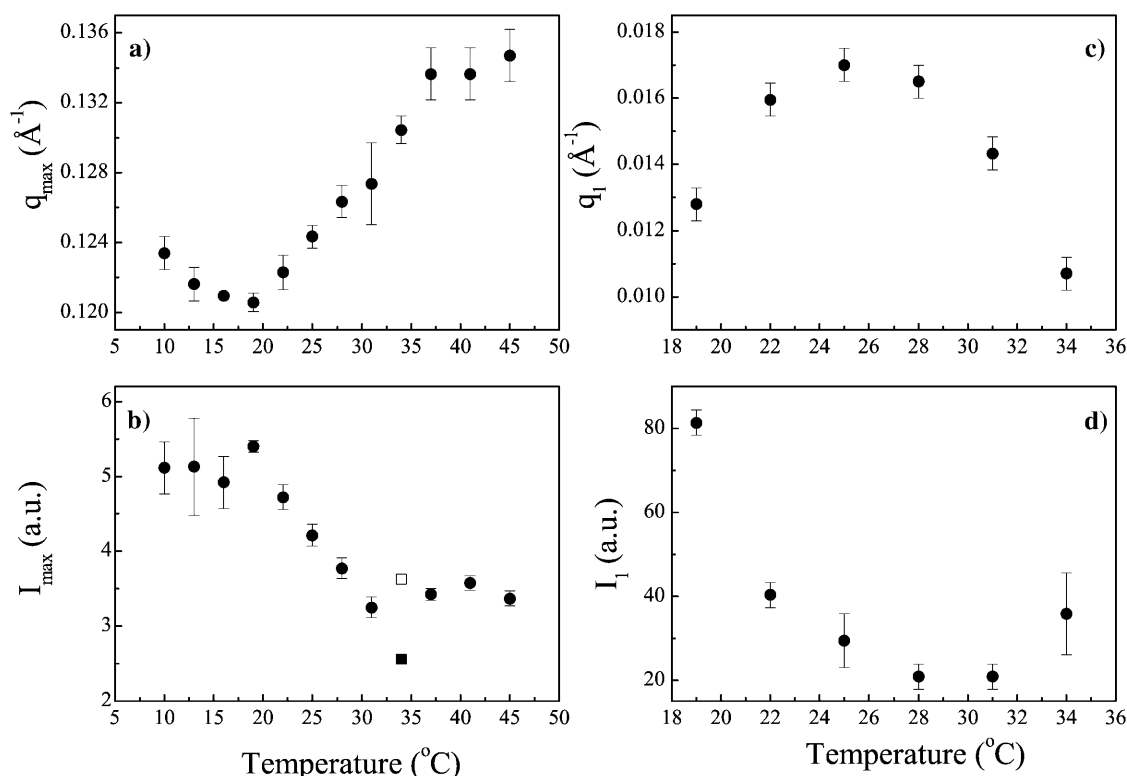 a)
0.136
0.132
0.128
0.124
0.120
q_max (Å^-1)
5 10 15 20 25 30 35 40 45 50
c)
0.018
0.016
0.014
0.012
0.010
q_1 (Å^-1)
18 20 22 24 26 28 30 32 34 36
b)
6
5
4
3
2
I_max (a.u.)
5 10 15 20 25 30 35 40 45 50
Temperature (°C)
d)
80
60
40
20
I_1 (a.u.)
18 20 22 24 26 28 30 32 34 36
Temperature (°C)